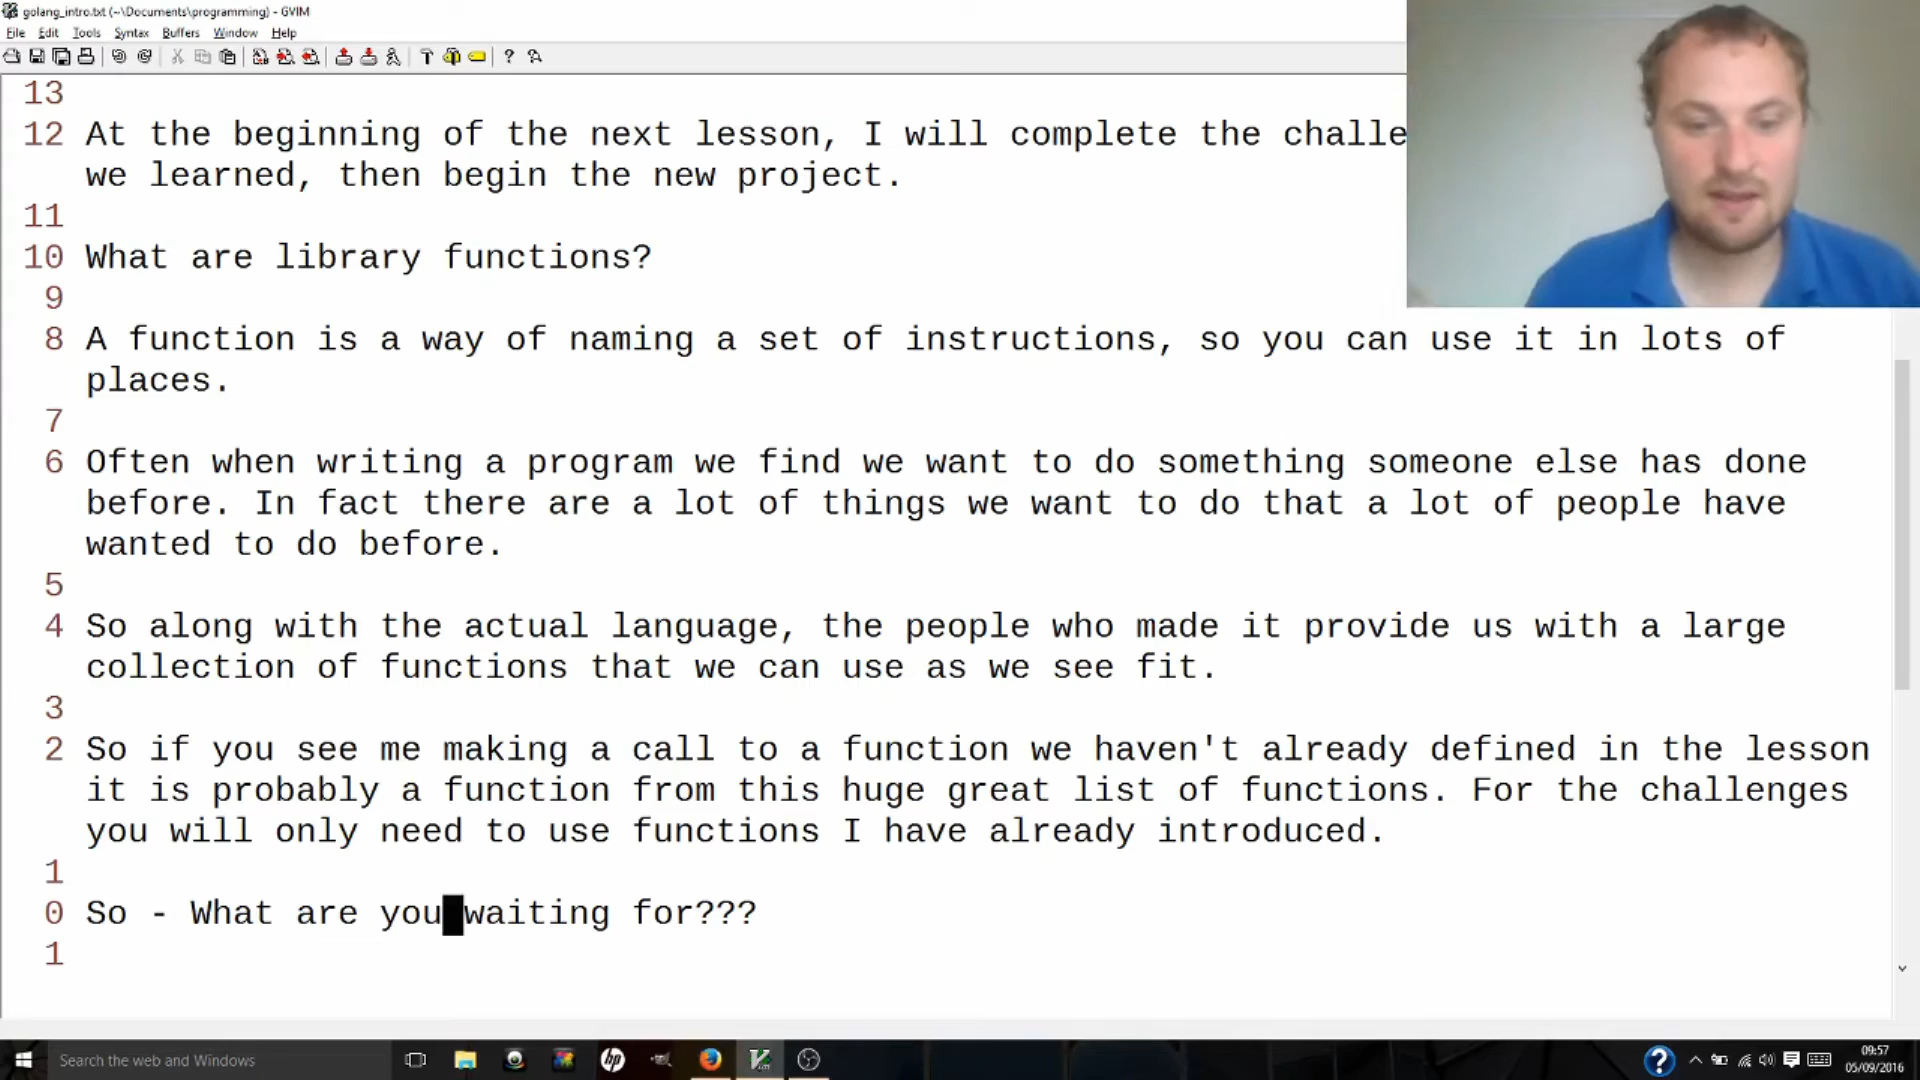 golang_intro.txt (~\Documents\programming) - GVIM
File Edit Tools Syntax Buffers Window Help
13
12 At the beginning of the next lesson, I will complete the challe
we learned, then begin the new project.
11
10 What are library functions?
9
8 A function is a way of naming a set of instructions, so you can use it in lots of
places.
7
6 Often when writing a program we find we want to do something someone else has done
before. In fact there are a lot of things we want to do that a lot of people have
wanted to do before.
5
4 So along with the actual language, the people who made it provide us with a large
collection of functions that we can use as we see fit.
3
2 So if you see me making a call to a function we haven't already defined in the lesson
it is probably a function from this huge great list of functions. For the challenges
you will only need to use functions I have already introduced.
1
0 So - What are you waiting for???
1
Search the web and Windows
hp
09:57
05/09/2016